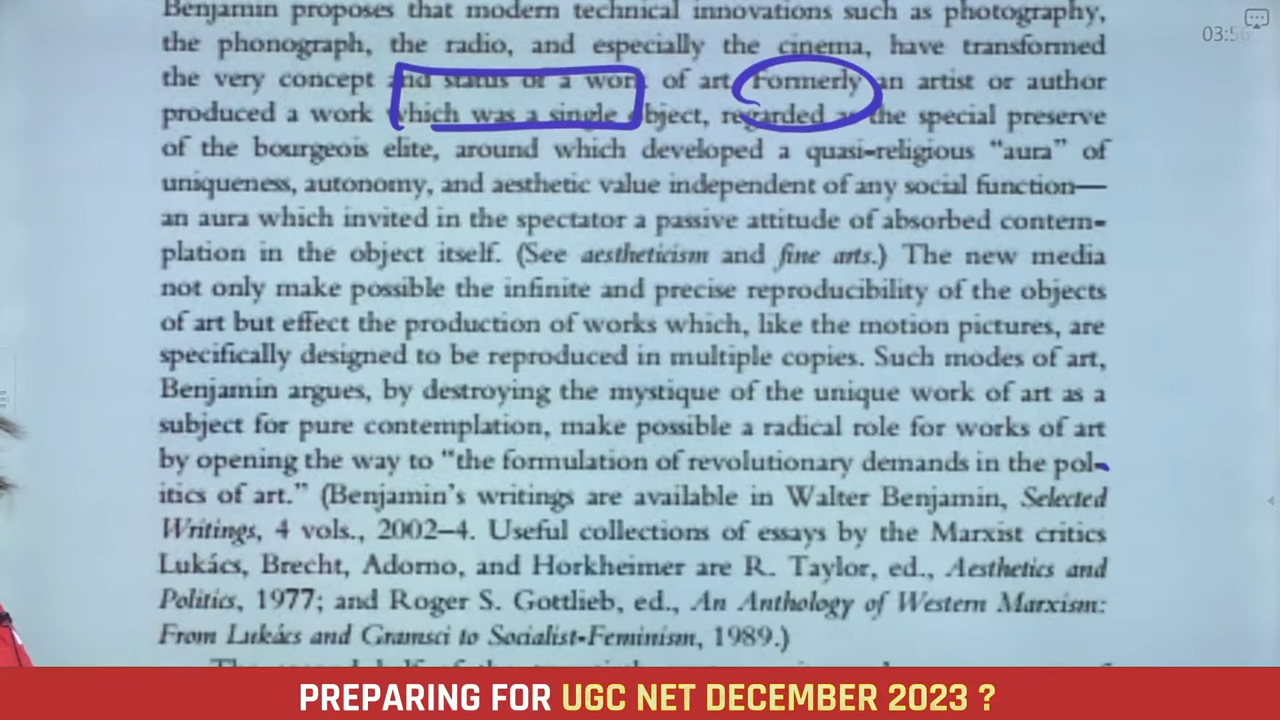 Benjamin proposes that modern technical innovations such as photography,
03:56
the phonograph, the radio, and especially the cinema, have transformed
the very concept and status of a work of art. Formerly an artist or author
produced a work which was a single object, regarded as the special preserve
of the bourgeois elite, around which developed a quasi-religious “aura” of
uniqueness, autonomy, and aesthetic value independent of any social function—
an aura which invited in the spectator a passive attitude of absorbed contem-
plation in the object itself. (See aestheticism and fine arts.) The new media
not only make possible the infinite and precise reproducibility of the objects
of art but effect the production of works which, like the motion pictures, are
specifically designed to be reproduced in multiple copies. Such modes of art,
Benjamin argues, by destroying the mystique of the unique work of art as a
subject for pure contemplation, make possible a radical role for works of art
by opening the way to “the formulation of revolutionary demands in the pol-
itics of art.” (Benjamin’s writings are available in Walter Benjamin, Selected
Writings, 4 vols., 2002–4. Useful collections of essays by the Marxist critics
Lukács, Brecht, Adorno, and Horkheimer are R. Taylor, ed., Aesthetics and
Politics, 1977; and Roger S. Gottlieb, ed., An Anthology of Western Marxism:
From Lukács and Gramsci to Socialist-Feminism, 1989.)
PREPARING FOR UGC NET DECEMBER 2023 ?